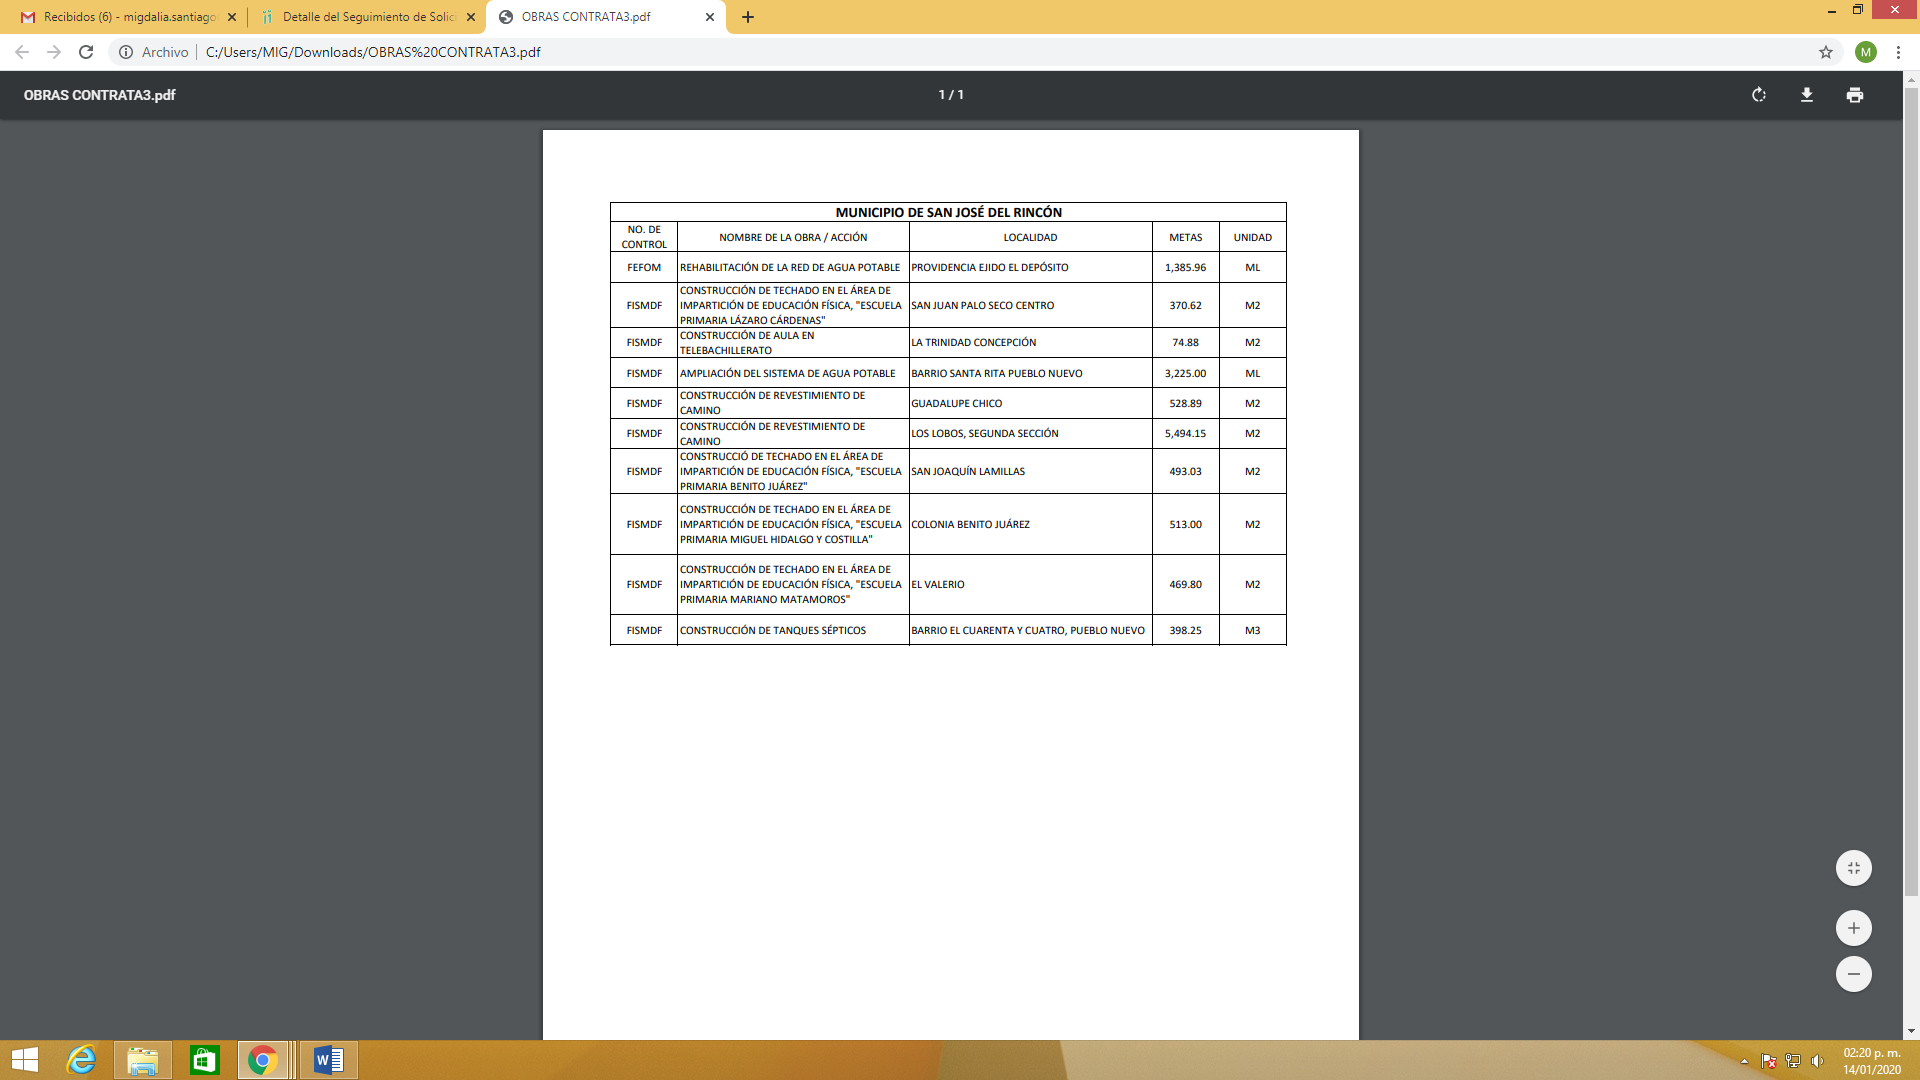 Recibidos (6) - migdalia.santiago
Detalle del Seguimiento de Solic
OBRAS CONTRATA3.pdf
Archivo
C:/Users/MIG/Downloads/OBRAS%20CONTRATA3.pdf
M
OBRAS CONTRATA3.pdf
1 / 1
MUNICIPIO DE SAN JOSÉ DEL RINCÓN
NO. DE
CONTROL
NOMBRE DE LA OBRA / ACCIÓN
LOCALIDAD
METAS
UNIDAD
FEFOM
REHABILITACIÓN DE LA RED DE AGUA POTABLE
PROVIDENCIA EJIDO EL DEPÓSITO
1,385.96
ML
FISMDF
CONSTRUCCIÓN DE TECHADO EN EL ÁREA DE
IMPARTICIÓN DE EDUCACIÓN FÍSICA, "ESCUELA
PRIMARIA LÁZARO CÁRDENAS"
SAN JUAN PALO SECO CENTRO
370.62
M2
FISMDF
CONSTRUCCIÓN DE AULA EN
TELEBACHILLERATO
LA TRINIDAD CONCEPCIÓN
74.88
M2
FISMDF
AMPLIACIÓN DEL SISTEMA DE AGUA POTABLE
BARRIO SANTA RITA PUEBLO NUEVO
3,225.00
ML
FISMDF
CONSTRUCCIÓN DE REVESTIMIENTO DE
CAMINO
GUADALUPE CHICO
528.89
M2
FISMDF
CONSTRUCCIÓN DE REVESTIMIENTO DE
CAMINO
LOS LOBOS, SEGUNDA SECCIÓN
5,494.15
M2
FISMDF
CONSTRUCCIÓ DE TECHADO EN EL ÁREA DE
IMPARTICIÓN DE EDUCACIÓN FÍSICA, "ESCUELA
PRIMARIA BENITO JUÁREZ"
SAN JOAQUÍN LAMILLAS
493.03
M2
FISMDF
CONSTRUCCIÓN DE TECHADO EN EL ÁREA DE
IMPARTICIÓN DE EDUCACIÓN FÍSICA, "ESCUELA
PRIMARIA MIGUEL HIDALGO Y COSTILLA"
COLONIA BENITO JUÁREZ
513.00
M2
FISMDF
CONSTRUCCIÓN DE TECHADO EN EL ÁREA DE
IMPARTICIÓN DE EDUCACIÓN FÍSICA, "ESCUELA
PRIMARIA MARIANO MATAMOROS"
EL VALERIO
469.80
M2
FISMDF
CONSTRUCCIÓN DE TANQUES SÉPTICOS
BARRIO EL CUARENTA Y CUATRO, PUEBLO NUEVO
398.25
M3
02:20 p. m.
14/01/2020